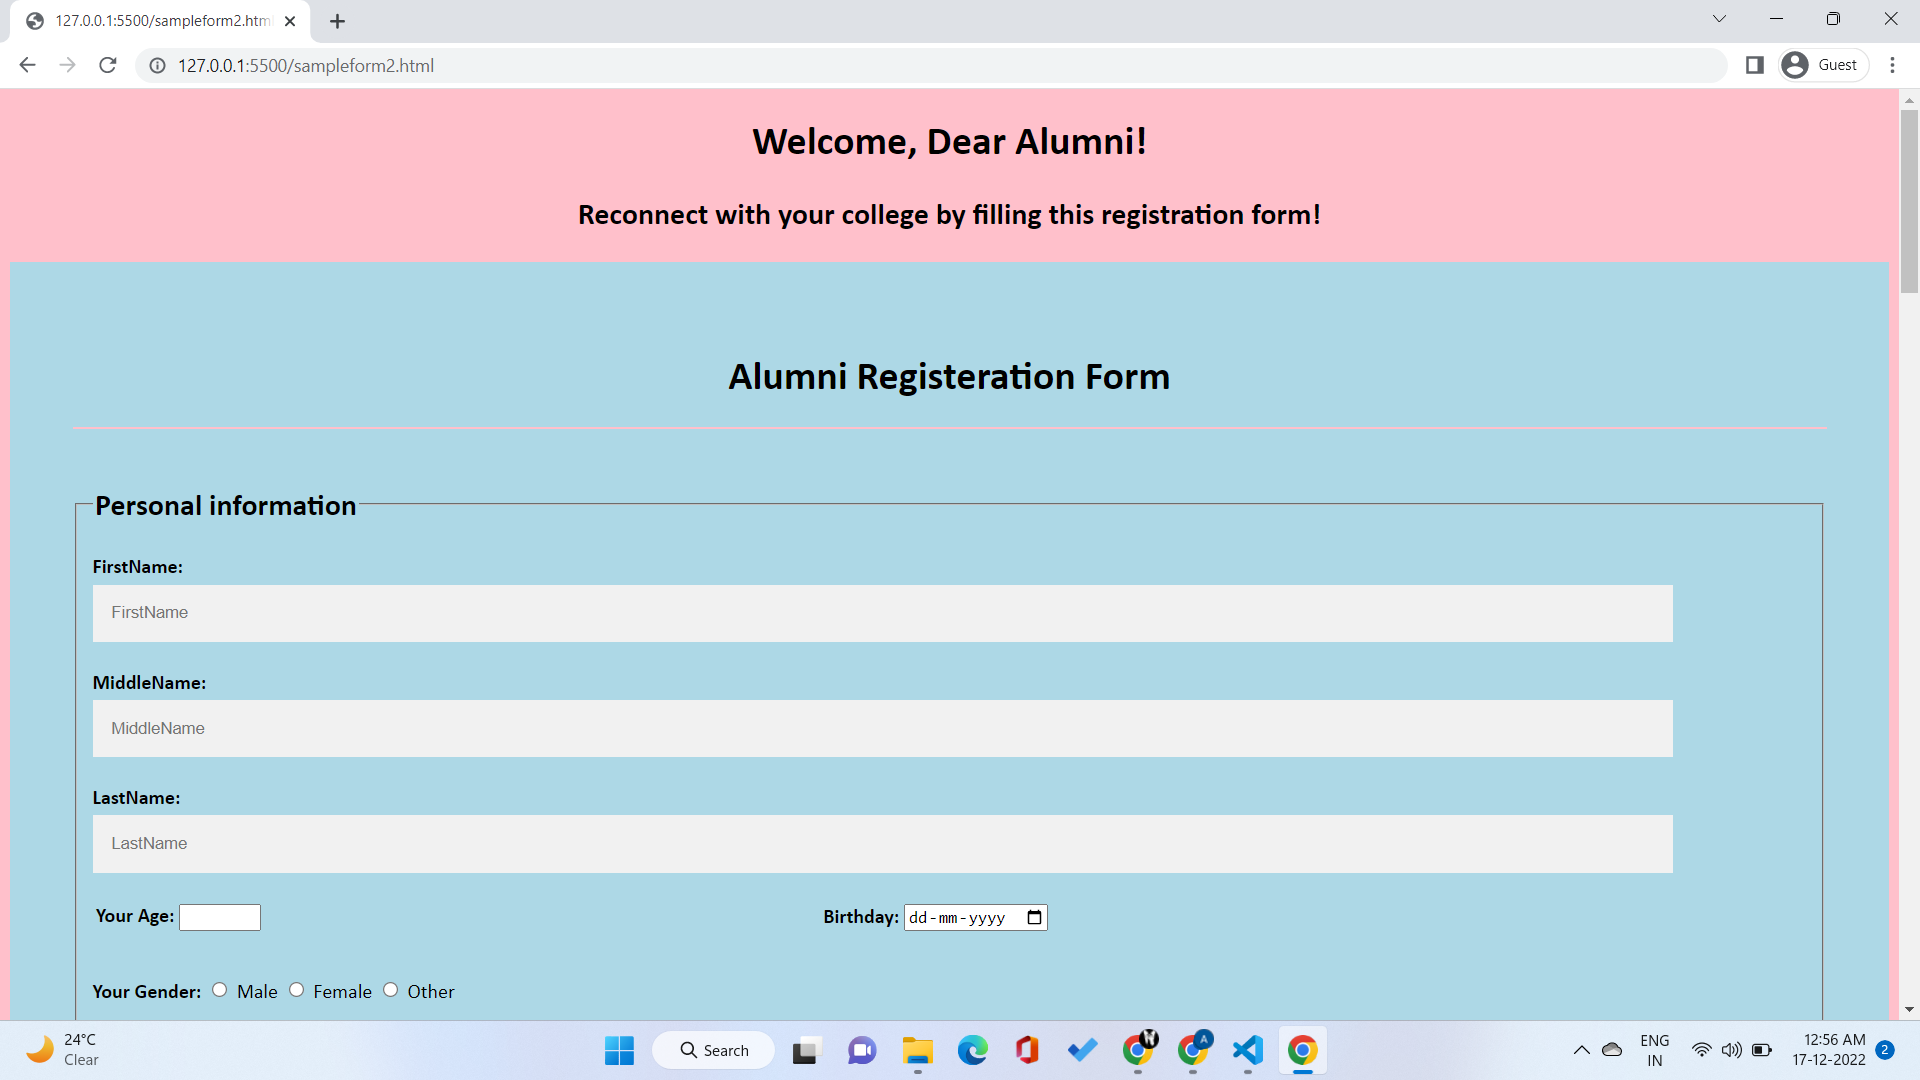 127.0.0.1:5500/sampleform2.html
127.0.0.1:5500/sampleform2.html
Guest
Welcome, Dear Alumni!
Reconnect with your college by filling this registration form!
Alumni Registeration Form
Personal information
FirstName:
FirstName
MiddleName:
MiddleName
LastName:
LastName
Your Age: Birthday: dd-mm-yyyy
Your Gender: Male Female Other
24°C
Clear
Search
W
A
ENG
IN
12:56 AM
17-12-2022
2